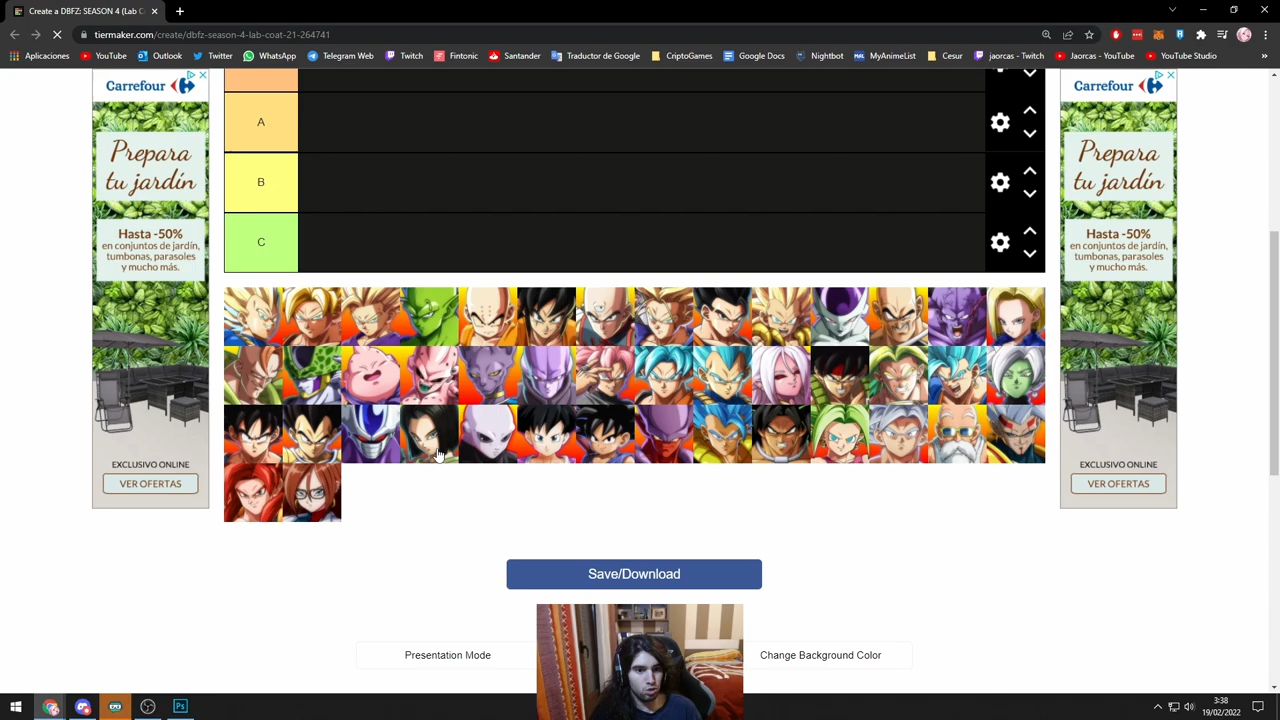 Create a DBFZ: SEASON 4 (Lab C
tiermaker.com/create/dbfz-season-4-lab-coat-21-264741
Aplicaciones
Outlook
Twitter
YouTube
WhatsApp
Telegram Web
Twitch
Fintonic
Santander
Traductor de Google
CriptoGames
Google Docs
Nightbot
MAL
MyAnimeList
Cesur
jaorcas - Twitch
Jaorcas - YouTube
YouTube Studio
Carrefour
Prepara
tu jardín
Hasta -50%
en conjuntos de jardín,
tumbonas, parasoles
y mucho más.
EXCLUSIVO ONLINE
VER OFERTAS
A
B
C
Carrefour
Prepara
tu jardín
Hasta -50%
en conjuntos de jardín,
tumbonas, parasoles
y mucho más.
EXCLUSIVO ONLINE
VER OFERTAS
Save/Download
Presentation Mode
Change Background Color
Ps
3:38
19/02/2022